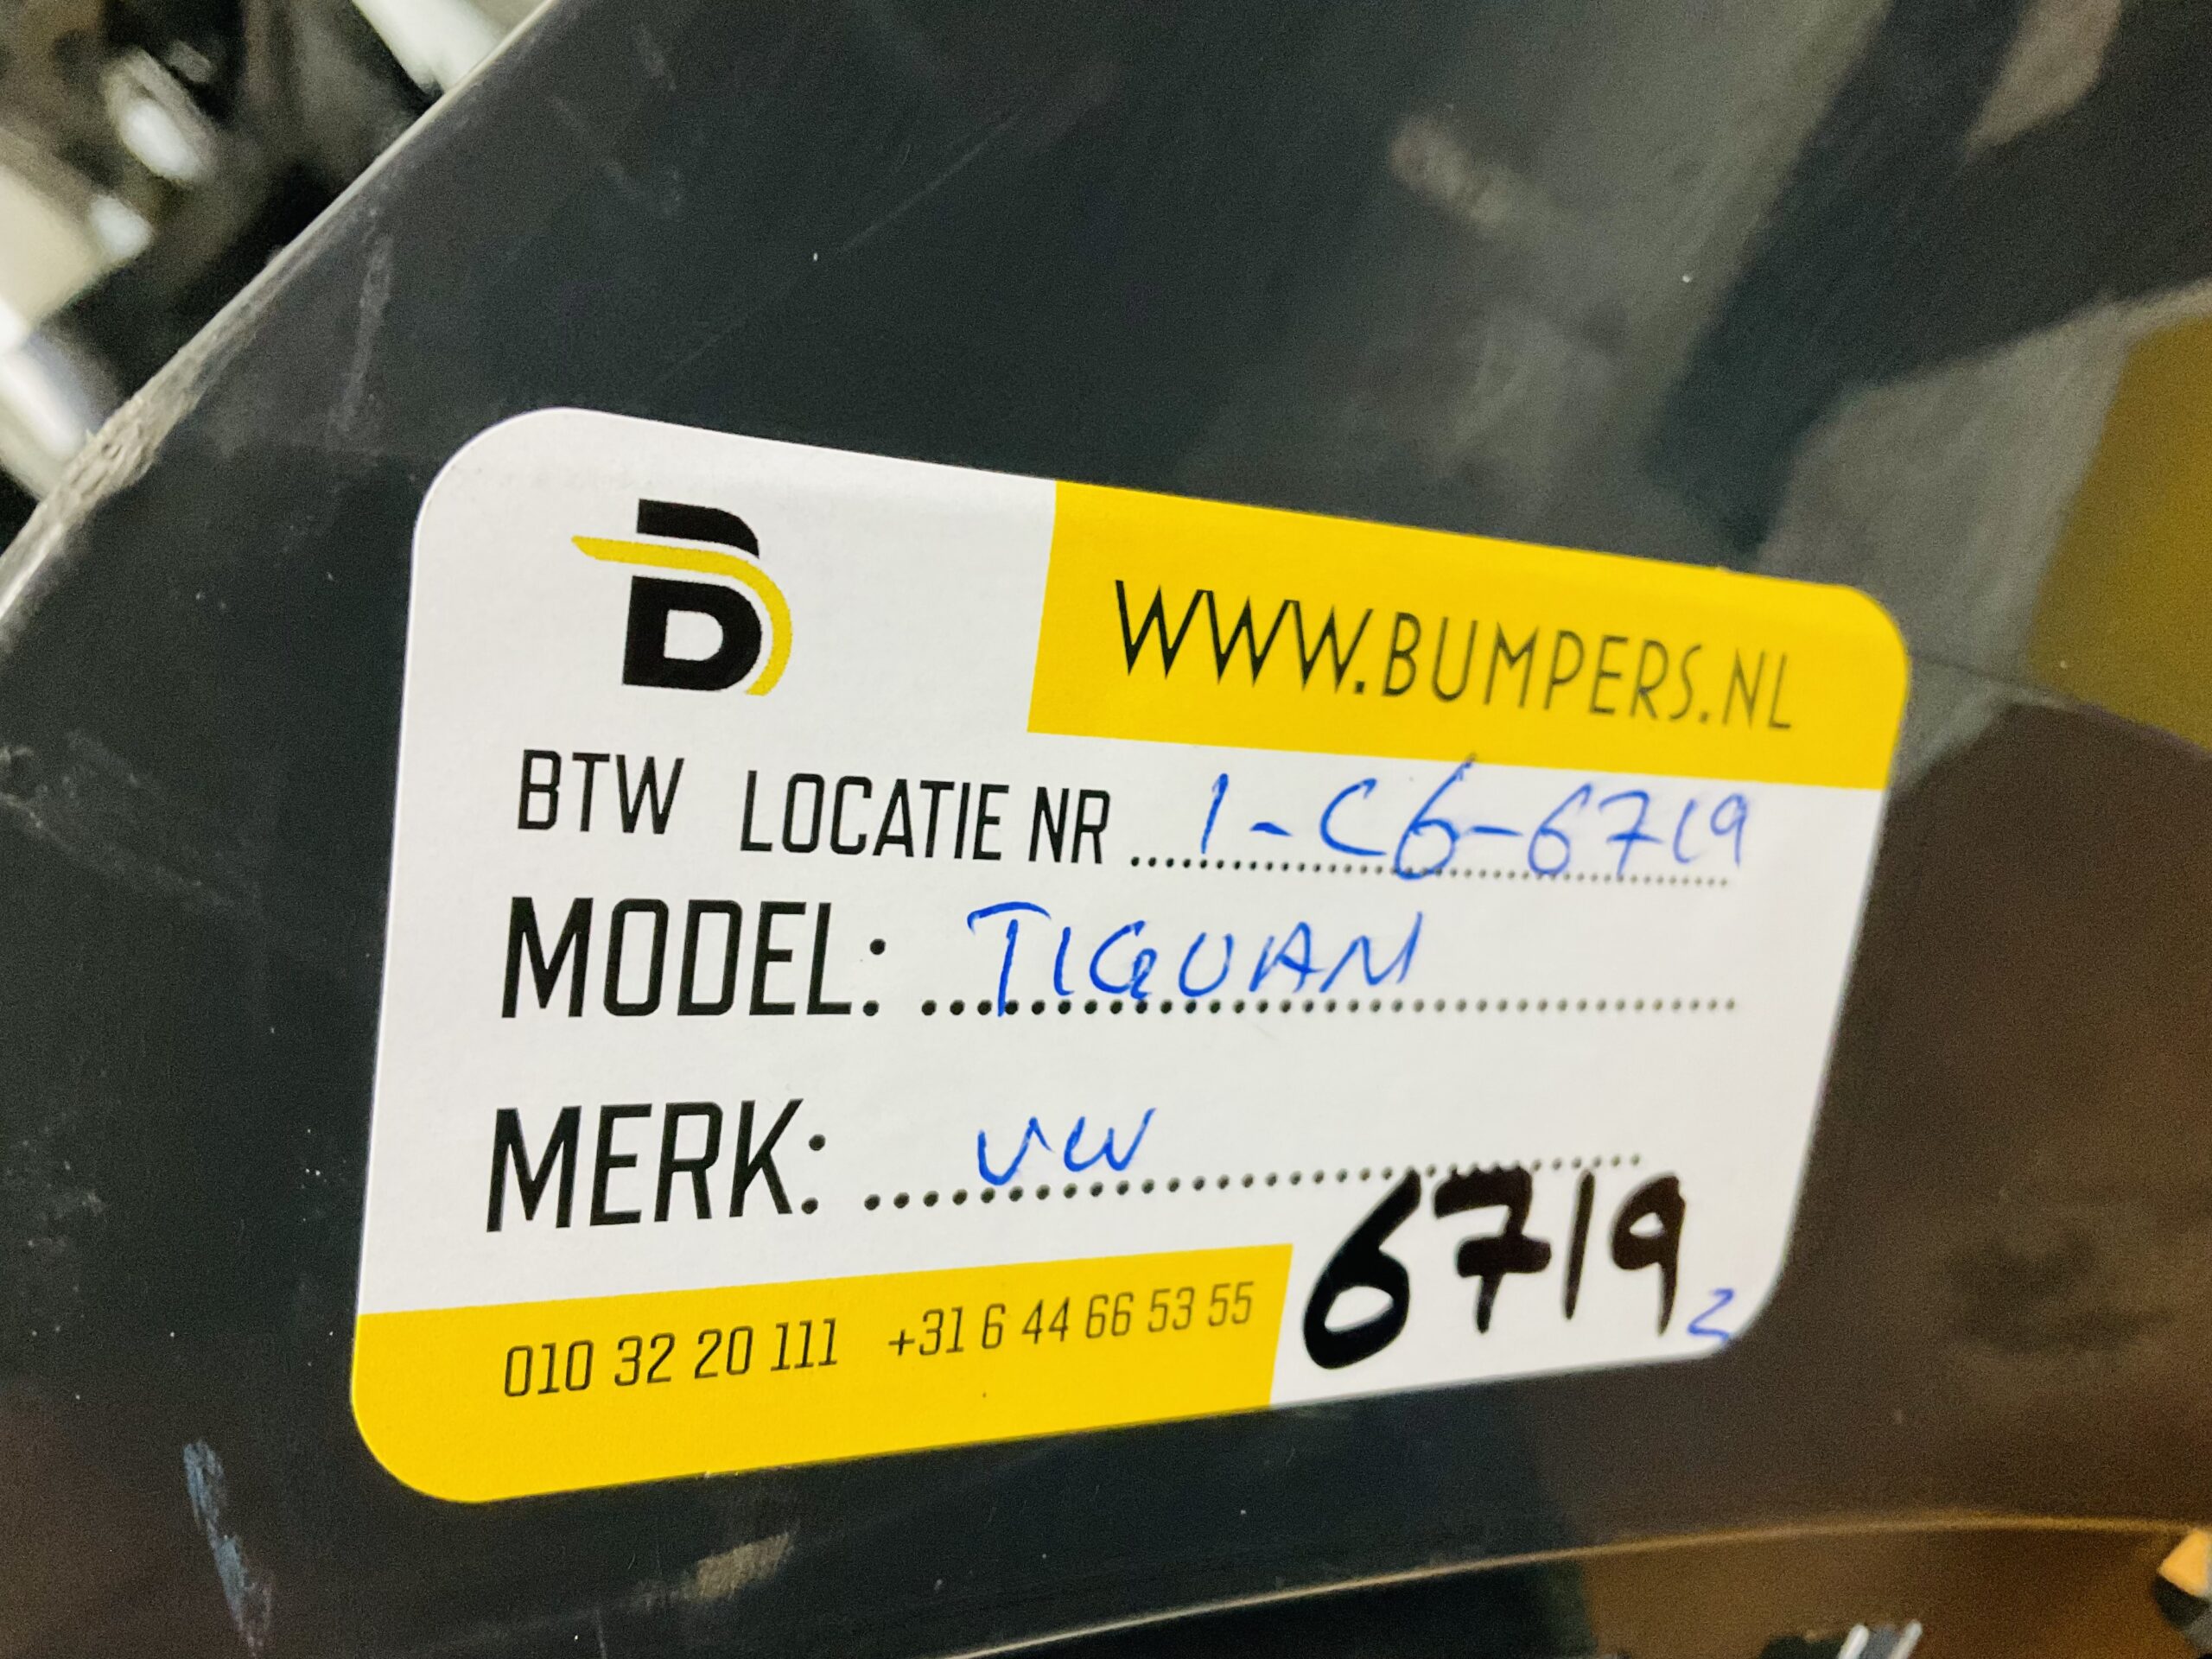 B
WWW.BUMPERS.NL
BTW LOCATIE NR ........ 1-C6-6719
MODEL: ........ TIGUAN
MERK: ........ VW
6719 2
010 32 20 111 +31 6 44 66 53 55